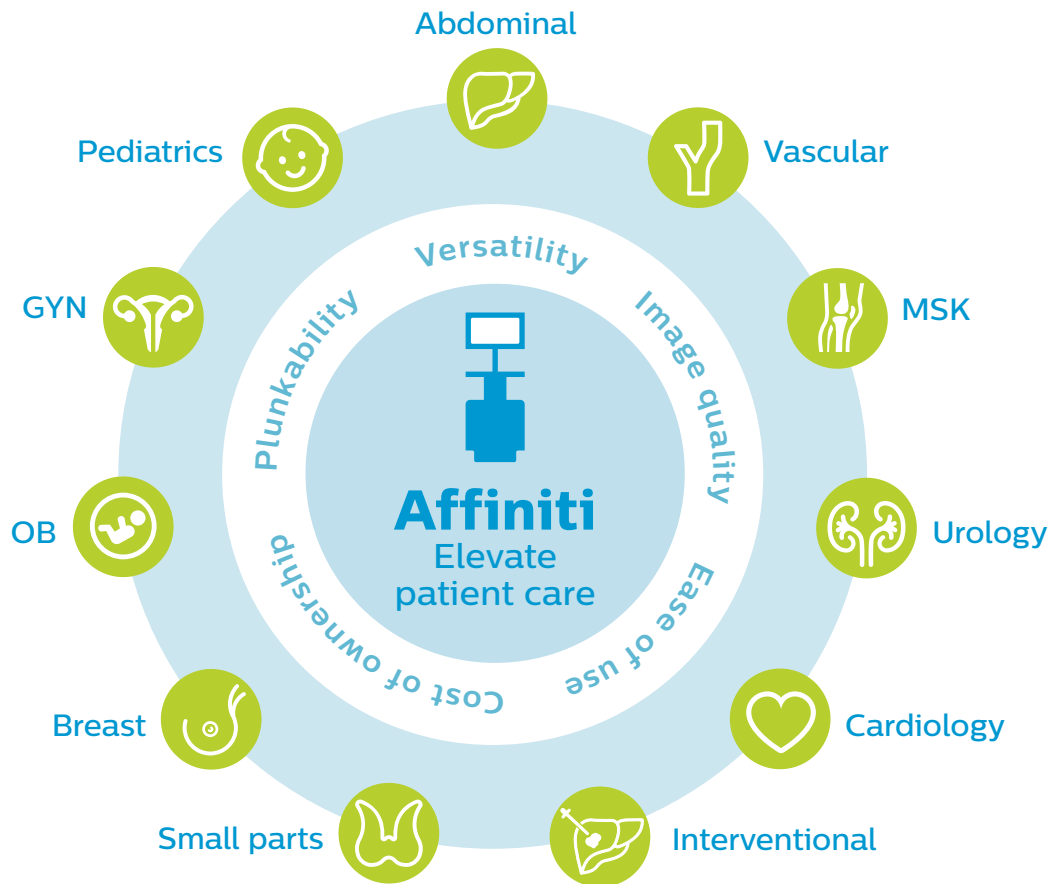 Abdominal
Pediatrics
Vascular
GYN
MSK
OB
Urology
Breast
Cardiology
Small parts
Interventional
Versatility
Image quality
Ease of use
Cost of ownership
Plunkability
Affiniti
Elevate
patient care